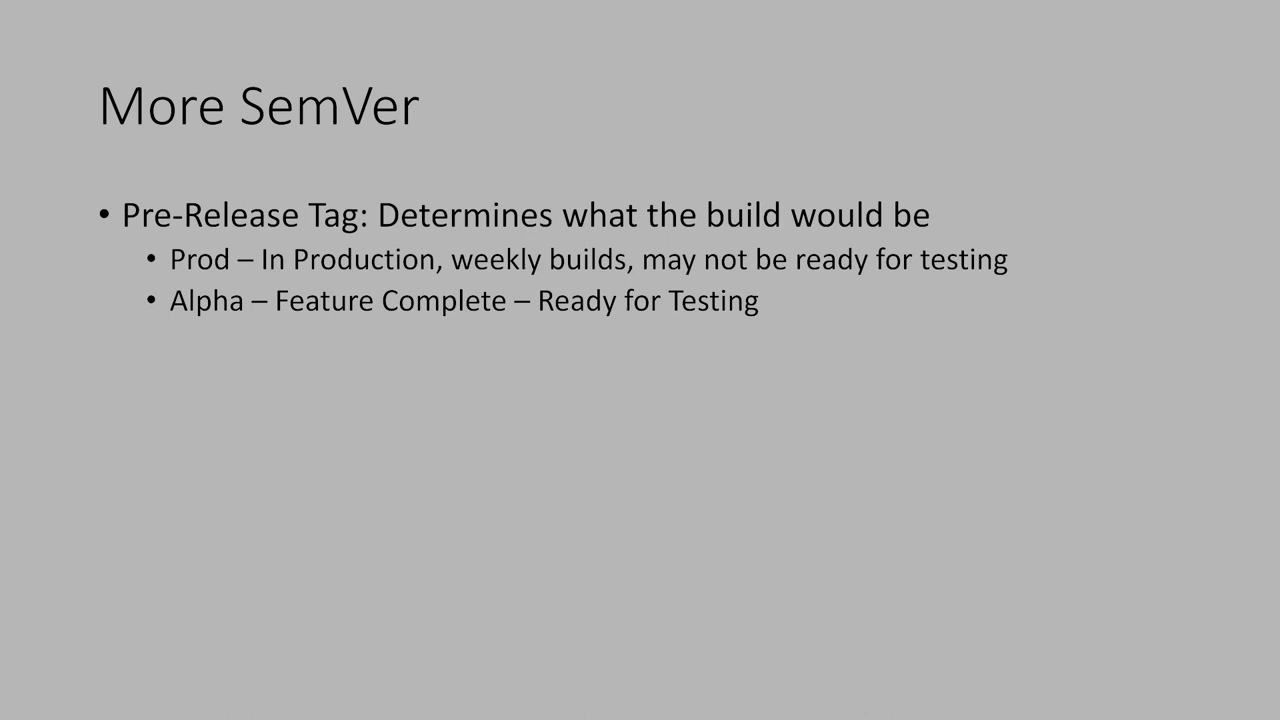 More SemVer
• Pre-Release Tag: Determines what the build would be
• Prod – In Production, weekly builds, may not be ready for testing
• Alpha – Feature Complete – Ready for Testing